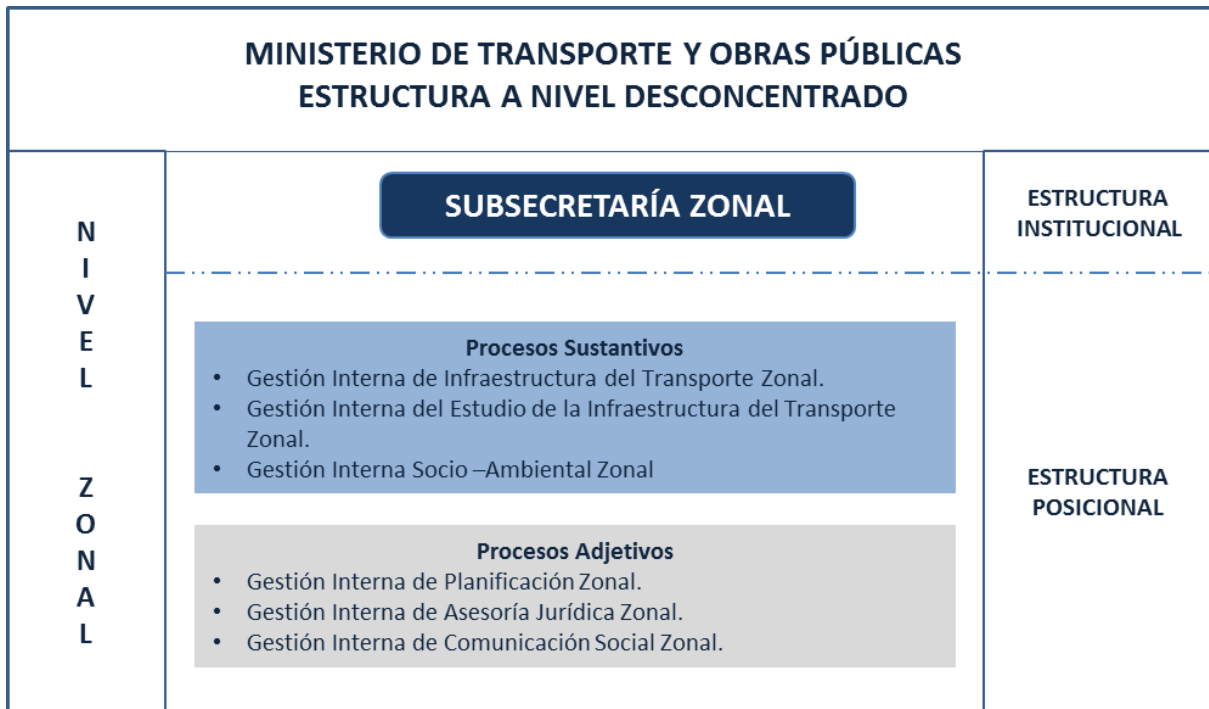 MINISTERIO DE TRANSPORTE Y OBRAS PÚBLICAS
ESTRUCTURA A NIVEL DESCONCENTRADO
NIVEL ZONAL
SUBSECRETARÍA ZONAL
ESTRUCTURA
INSTITUCIONAL
Procesos Sustantivos
• Gestión Interna de Infraestructura del Transporte Zonal.
• Gestión Interna del Estudio de la Infraestructura del Transporte
Zonal.
• Gestión Interna Socio –Ambiental Zonal
Procesos Adjetivos
• Gestión Interna de Planificación Zonal.
• Gestión Interna de Asesoría Jurídica Zonal.
• Gestión Interna de Comunicación Social Zonal.
ESTRUCTURA
POSICIONAL